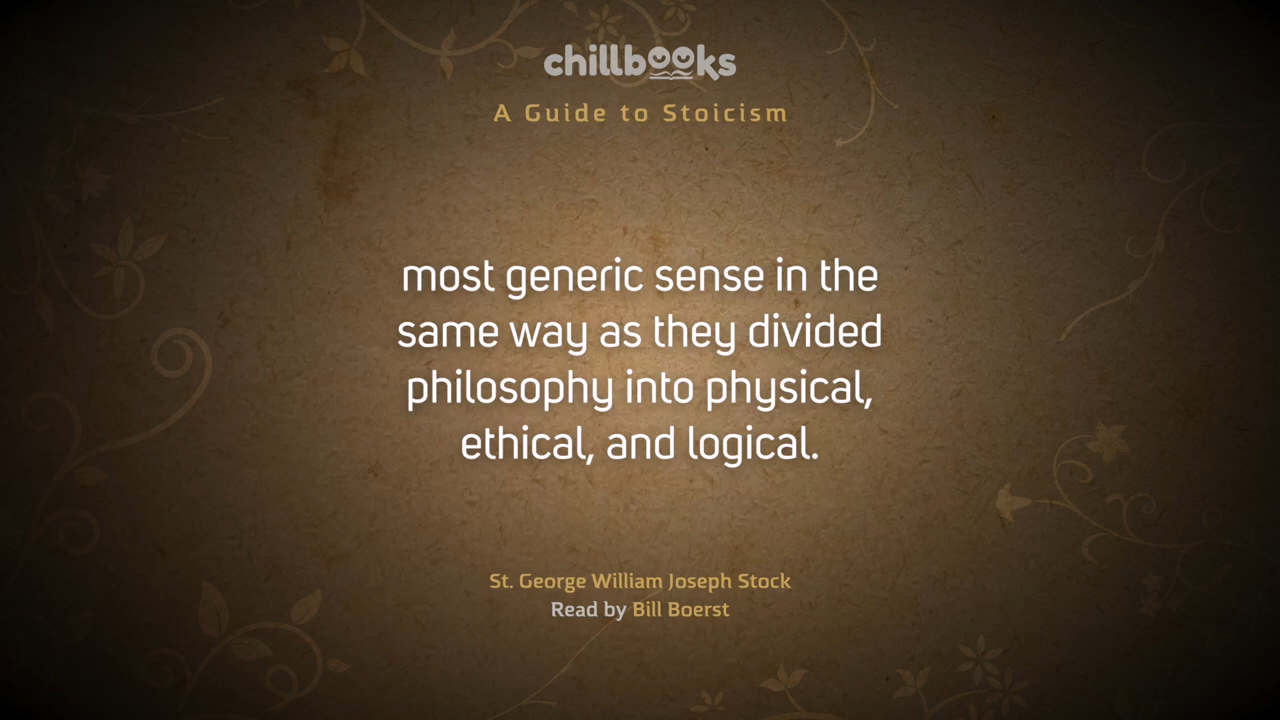 chillbooks
A Guide to Stoicism
most generic sense in the
same way as they divided
philosophy into physical,
ethical, and logical.
St. George William Joseph Stock
Read by Bill Boerst